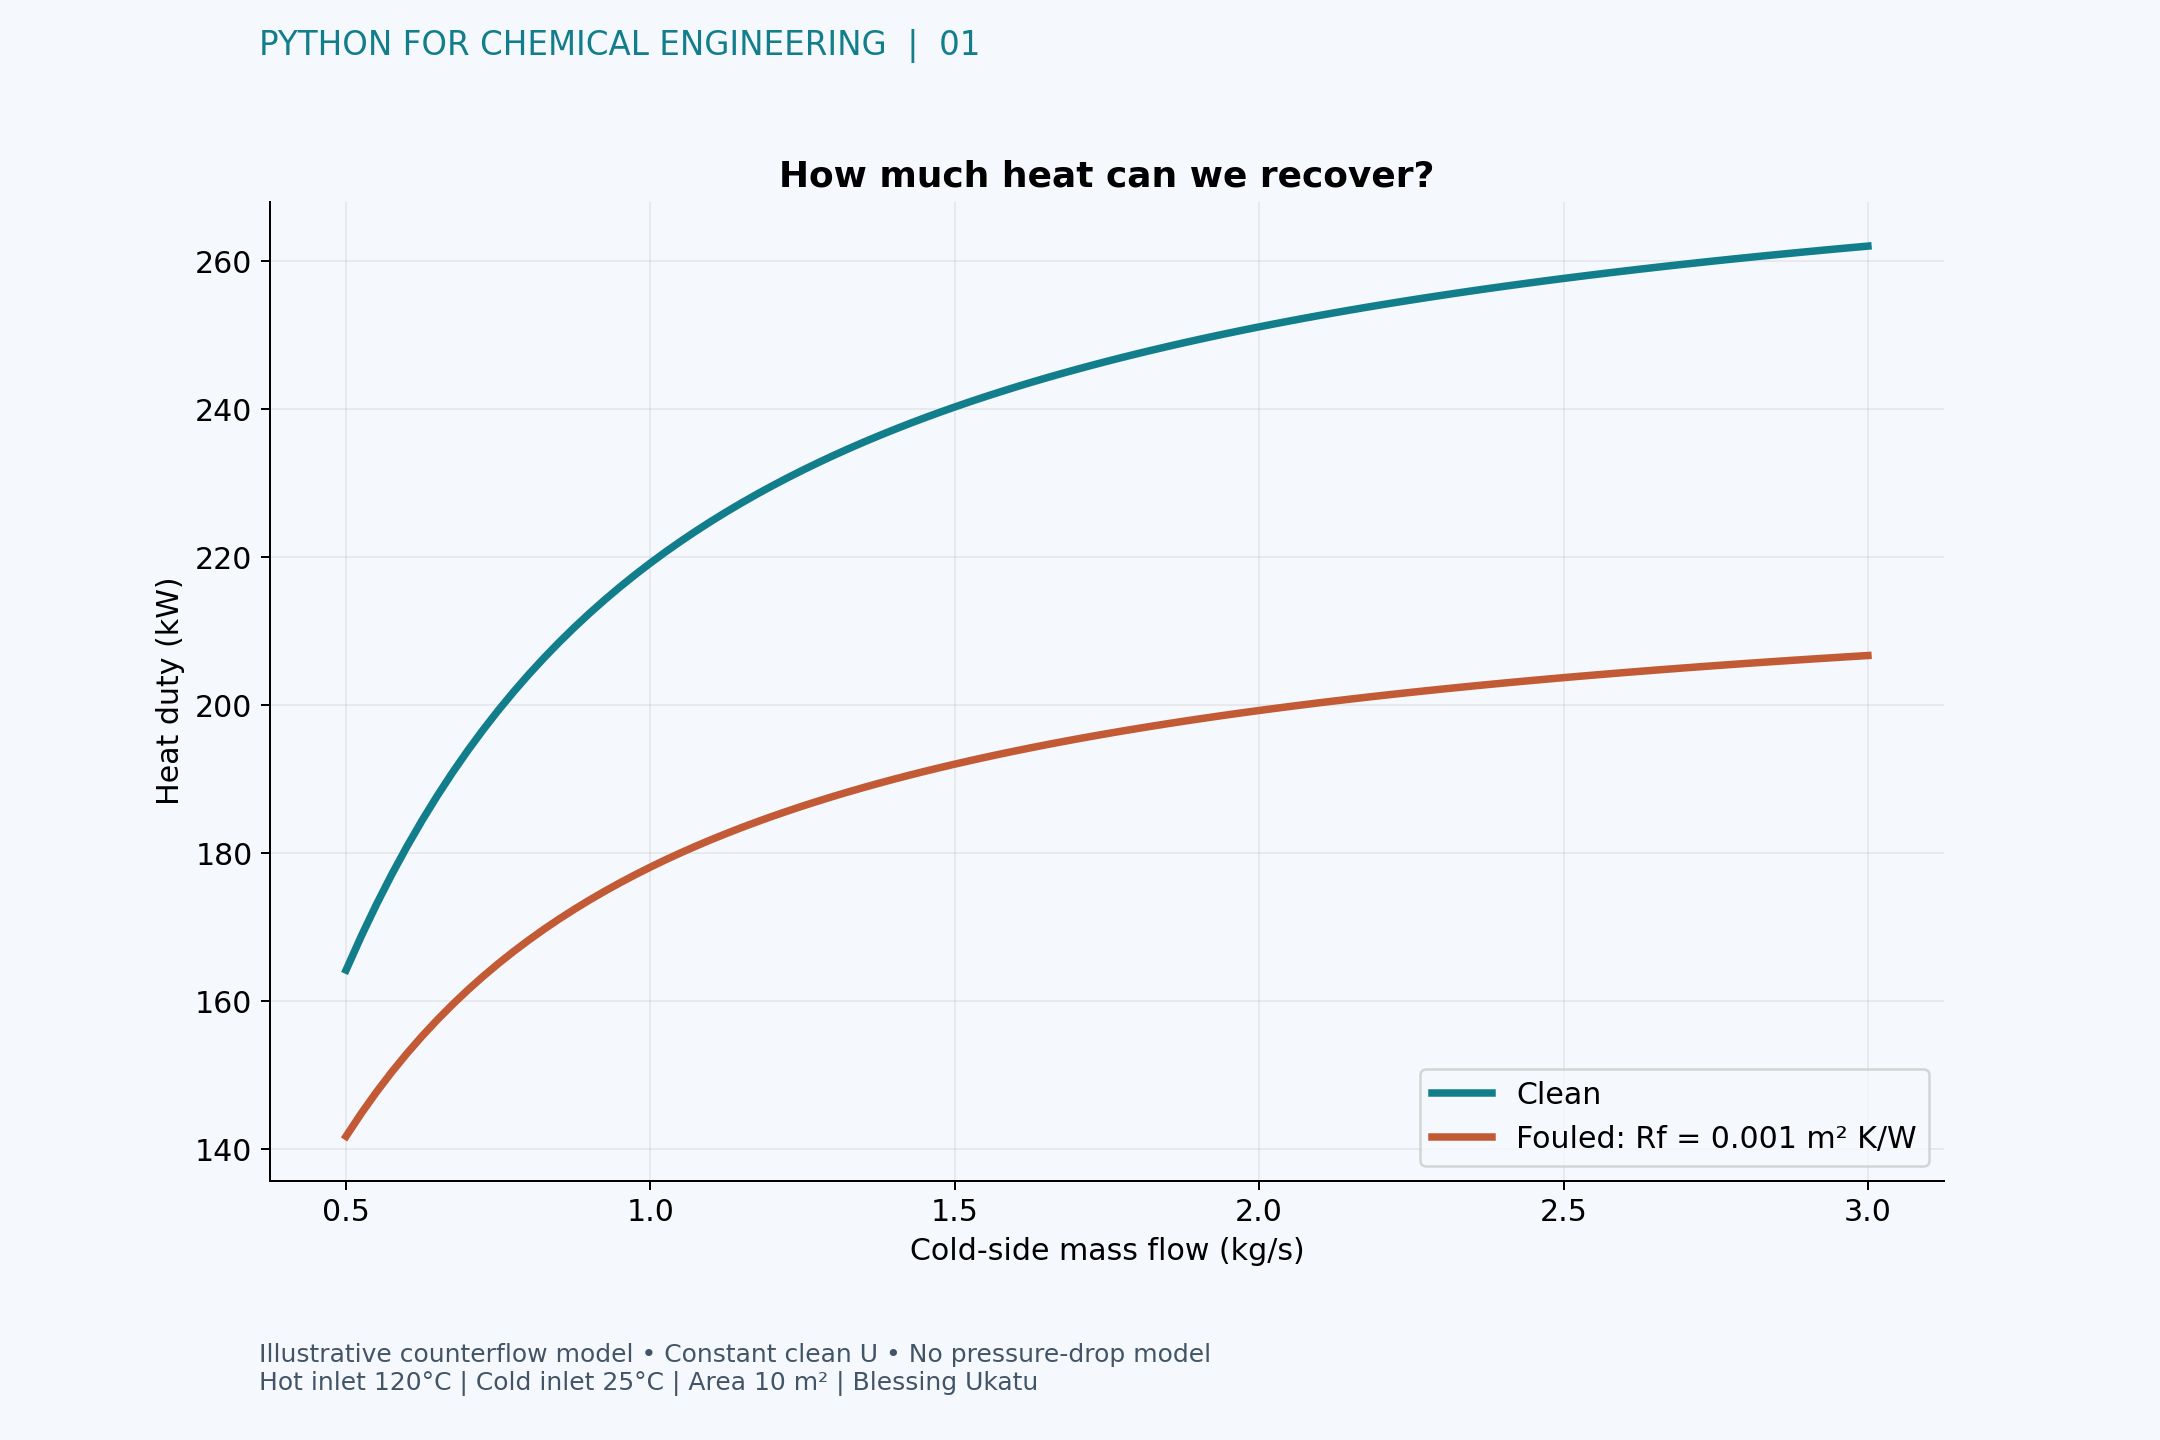 PYTHON FOR CHEMICAL ENGINEERING | 01
How much heat can we recover?
Heat duty (kW)
260
240
220
200
180
160
140
Clean
Fouled: Rf = 0.001 m² K/W
0.5 1.0 1.5 2.0 2.5 3.0
Cold-side mass flow (kg/s)
Illustrative counterflow model • Constant clean U • No pressure-drop model
Hot inlet 120°C | Cold inlet 25°C | Area 10 m² | Blessing Ukatu